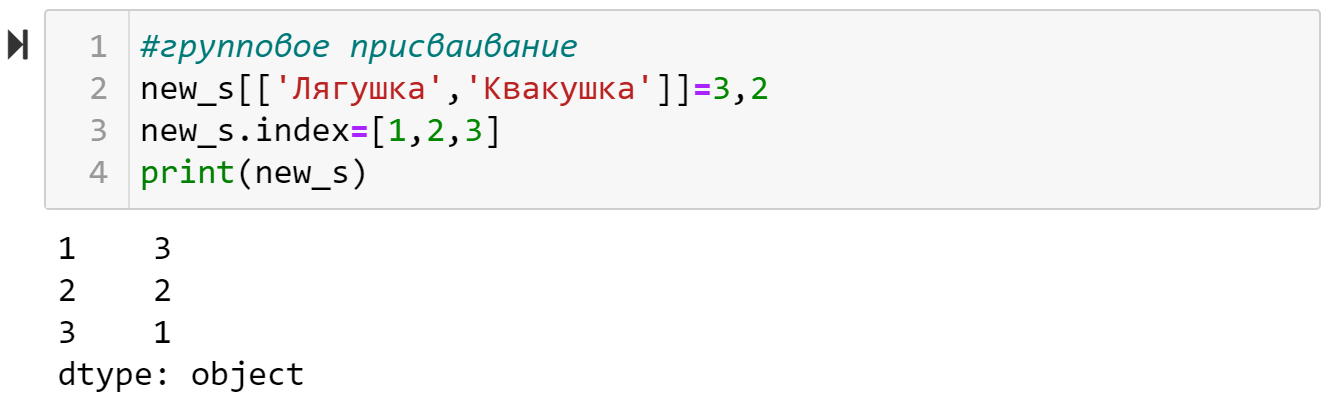 1 #групповое присваивание
2 new_s[['Лягушка','Квакушка']]=3,2
3 new_s.index=[1,2,3]
4 print(new_s)
1    3
2    2
3    1
dtype: object